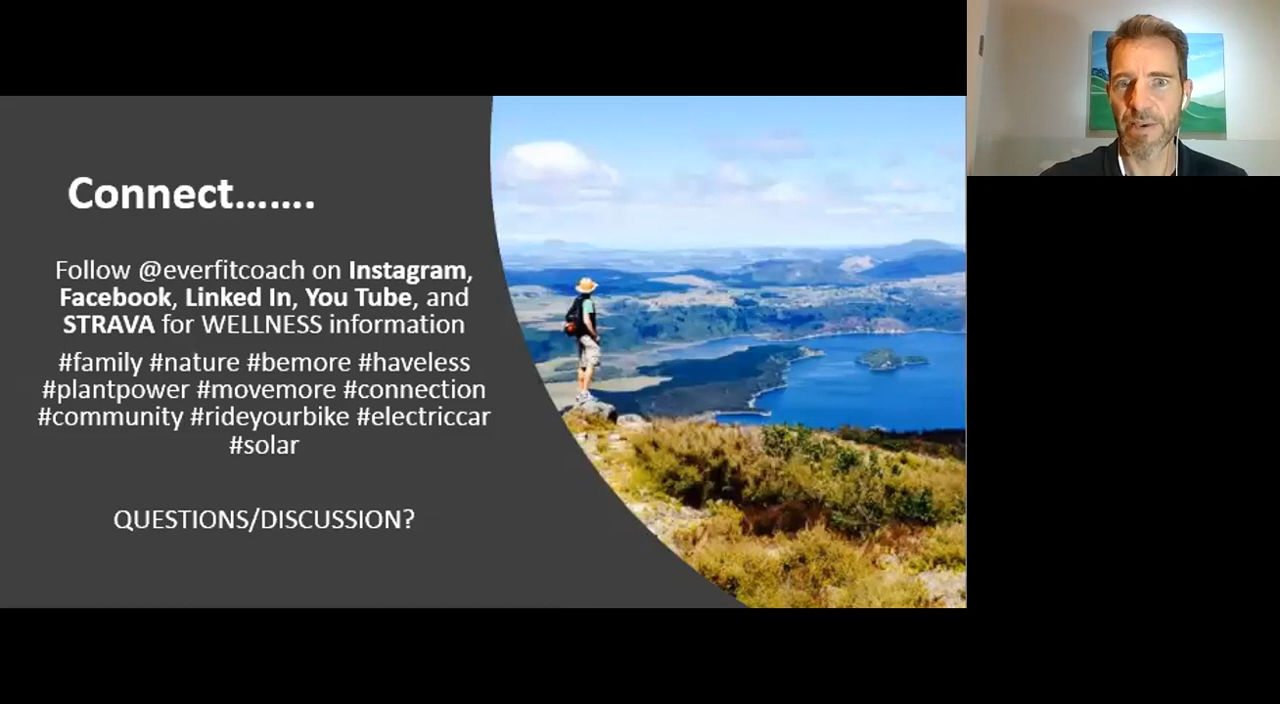 Connect…….
Follow @everfitcoach on Instagram,
Facebook, Linked In, You Tube, and
STRAVA for WELLNESS information
#family #nature #bemore #haveless
#plantpower #movemore #connection
#community #rideyourbike #electriccar
#solar
QUESTIONS/DISCUSSION?